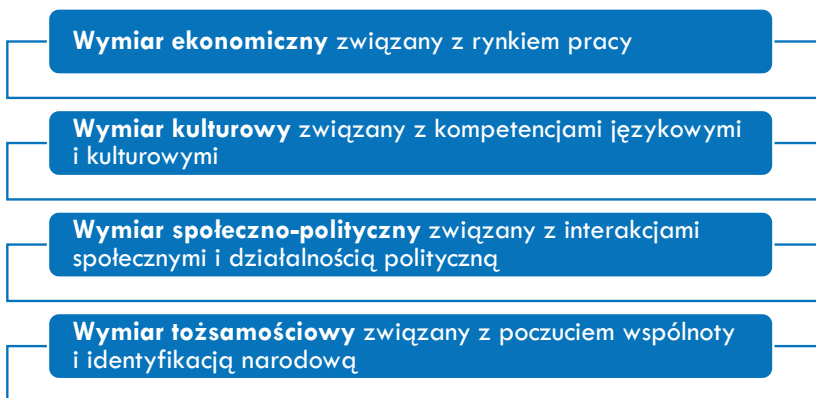 Wymiar ekonomiczny związany z rynkiem pracy
Wymiar kulturowy związany z kompetencjami językowymi
i kulturowymi
Wymiar społeczno-polityczny związany z interakcjami
społecznymi i działalnością polityczną
Wymiar tożsamościowy związany z poczuciem wspólnoty
i identyfikacją narodową